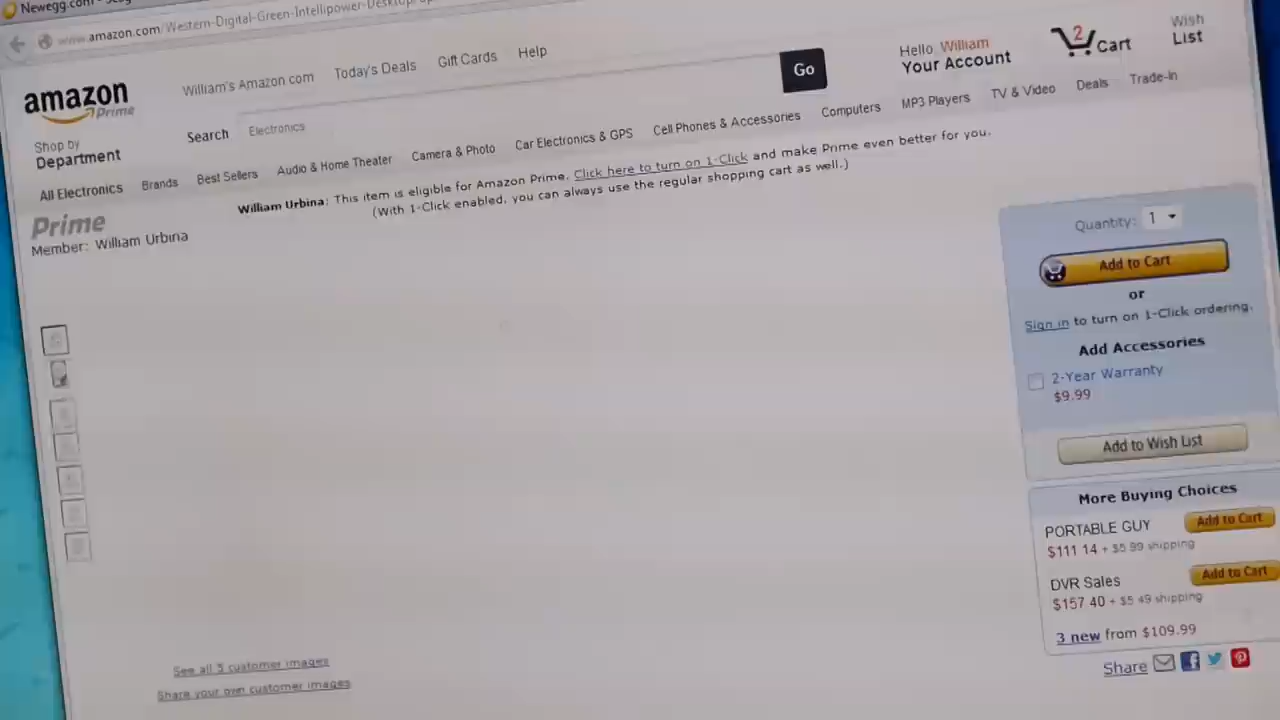 Newegg.com
www.amazon.com/Western-Digital-Green-Intellipower-Desktop
amazon
Prime
William's Amazon.com
Today's Deals
Gift Cards
Help
Hello, William
Your Account
2
Cart
Wish
List
Shop by
Department
Search
Electronics
Go
All Electronics
Brands
Best Sellers
Audio & Home Theater
Camera & Photo
Car Electronics & GPS
Cell Phones & Accessories
Computers
MP3 Players
TV & Video
Deals
Trade-In
William Urbina: This item is eligible for Amazon Prime. Click here to turn on 1-Click and make Prime even better for you.
(With 1-Click enabled, you can always use the regular shopping cart as well.)
Prime
Member: William Urbina
Quantity: 1
Add to Cart
or
Sign in to turn on 1-Click ordering.
Add Accessories
2-Year Warranty
$9.99
Add to Wish List
More Buying Choices
PORTABLE GUY
Add to Cart
$111.14 + $5.99 shipping
DVR Sales
Add to Cart
$157.40 + $5.49 shipping
3 new from $109.99
Share
See all 5 customer images
Share your own customer images